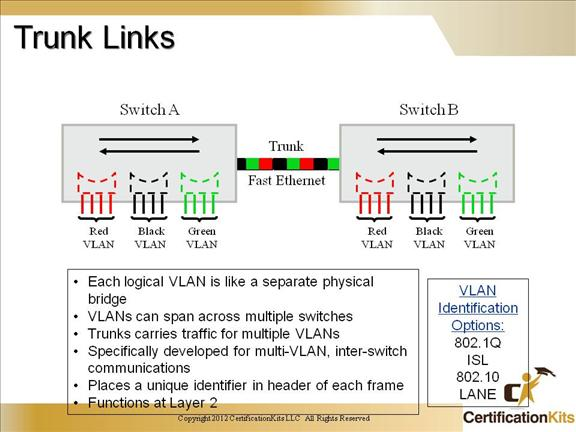 Trunk Links
Switch A
Switch B
Trunk
Fast Ethernet
Red
VLAN
Black
VLAN
Green
VLAN
Red
VLAN
Black
VLAN
Green
VLAN
• Each logical VLAN is like a separate physical
bridge
• VLANs can span across multiple switches
• Trunks carries traffic for multiple VLANs
• Specifically developed for multi-VLAN, inter-switch
communications
• Places a unique identifier in header of each frame
• Functions at Layer 2
VLAN
Identification
Options:
802.1Q
ISL
802.10
LANE
Copyright 2012 CertificationKits LLC All Rights Reserved
CertificationKits